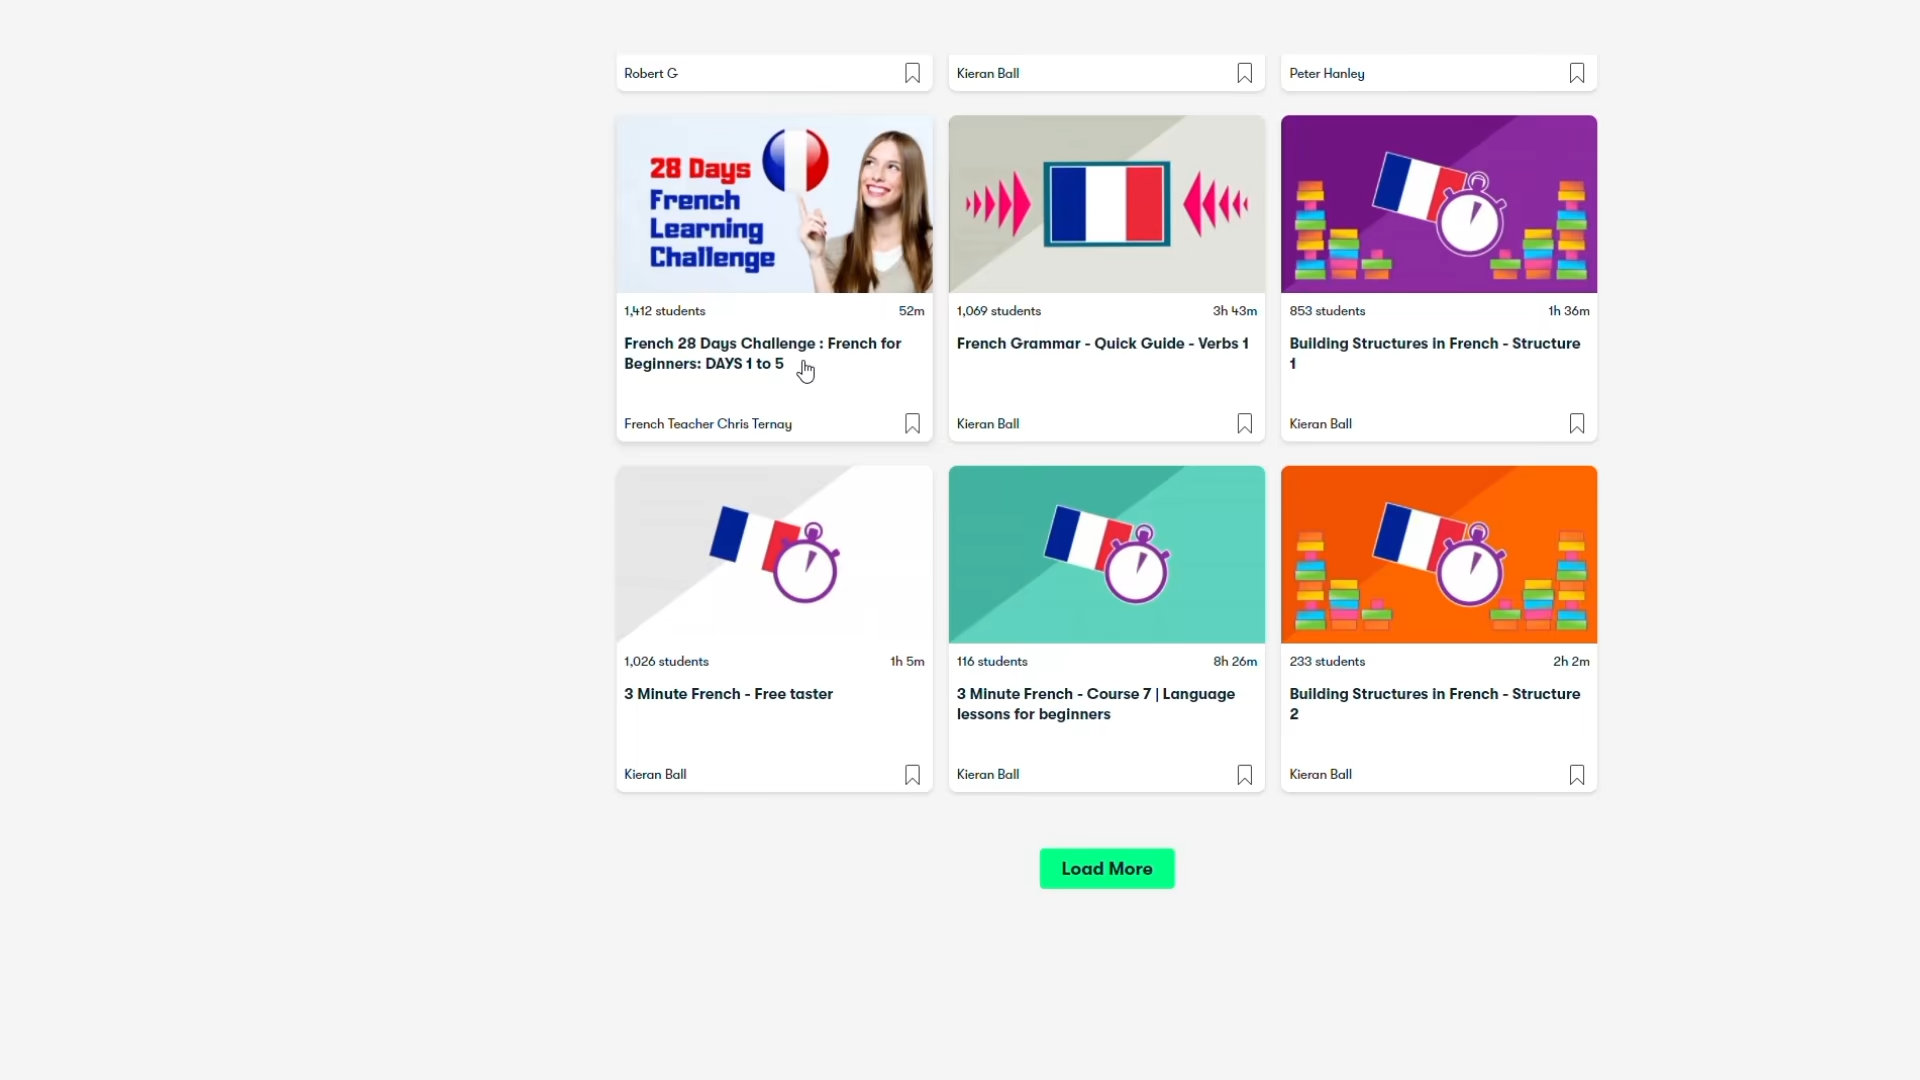 Robert G
Kieran Ball
Peter Hanley
28 Days
French
Learning
Challenge
1,412 students 52m
French 28 Days Challenge : French for
Beginners: DAYS 1 to 5
French Teacher Chris Ternay
1,069 students 3h 43m
French Grammar - Quick Guide - Verbs 1
Kieran Ball
853 students 1h 36m
Building Structures in French - Structure
1
Kieran Ball
1,026 students 1h 5m
3 Minute French - Free taster
Kieran Ball
116 students 8h 26m
3 Minute French - Course 7 | Language
lessons for beginners
Kieran Ball
233 students 2h 2m
Building Structures in French - Structure
2
Kieran Ball
Load More